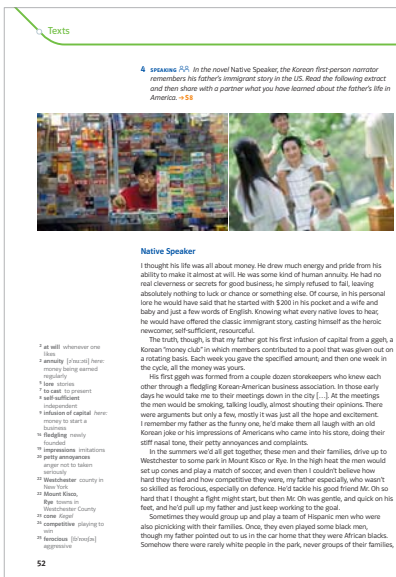 Texts
4 SPEAKING In the novel Native Speaker, the Korean first-person narrator
remembers his father's immigrant story in the US. Read the following extract
and then share with a partner what you have learned about the father's life in
America. → 58
Native Speaker
I thought his life was all about money. He drew much energy and pride from his
ability to make it almost at will. He was some kind of human annuity. He had no
real cleverness or secrets for good business; he simply refused to fail, leaving
absolutely nothing to luck or chance or something else. Of course, in his personal
lore he would have said that he started with $200 in his pocket and a wife and
baby and just a few words of English. Knowing what every native loves to hear,
he would have offered the classic immigrant story, casting himself as the heroic
newcomer, self-sufficient, resourceful.
The truth, though, is that my father got his first infusion of capital from a ggeh, a
Korean "money club" in which members contributed to a pool that was given out on
a rotating basis. Each week you gave the specified amount, and then one week in
the cycle, all the money was yours.
His first ggeh was formed from a couple dozen storekeepers who knew each
other through a fledgling Korean-American business association. In those early
days he would take me to their meetings down in the city [...]. At the meetings
the men would be smoking, talking loudly, almost shouting their opinions. There
were arguments but only a few, mostly it was just all the hope and excitement.
I remember my father as the funny one, he'd make them all laugh with an old
Korean joke or his impressions of Americans who came into his store, doing their
stiff nasal tone, their petty annoyances and complaints.
In the summers we'd all get together, these men and their families, drive up to
Westchester to some park in Mount Kisco or Rye. In the high heat the men would
set up cones and play a match of soccer, and even then I couldn't believe how
hard they tried and how competitive they were, my father especially, who wasn't
so skilled as ferocious, especially on defence. He'd tackle his good friend Mr. Oh so
hard that I thought a fight might start, but then Mr. Oh was gentle, and quick on his
feet, and he'd pull up my father and just keep working to the goal.
Sometimes they would group up and play a team of Hispanic men who were
also picnicking with their families. Once, they even played some black men,
though my father pointed out to us in the car home that they were African blacks.
Somehow there were rarely white people in the park, never groups of their families,
2 at will whenever one
likes
2 annuity here:
money being earned
regularly
5 lore stories
7 to cast to present
8 self-sufficient
independent
9 infusion of capital here:
money to start a
business
14 fledgling newly
founded
19 impressions imitations
20 petty annoyances
anger not to taken
seriously
22 Westchester county in
New York
22 Mount Kisco,
Rye towns in
Westchester County
23 cone Kegel
24 competitive playing to
win
25 ferocious
aggressive
52